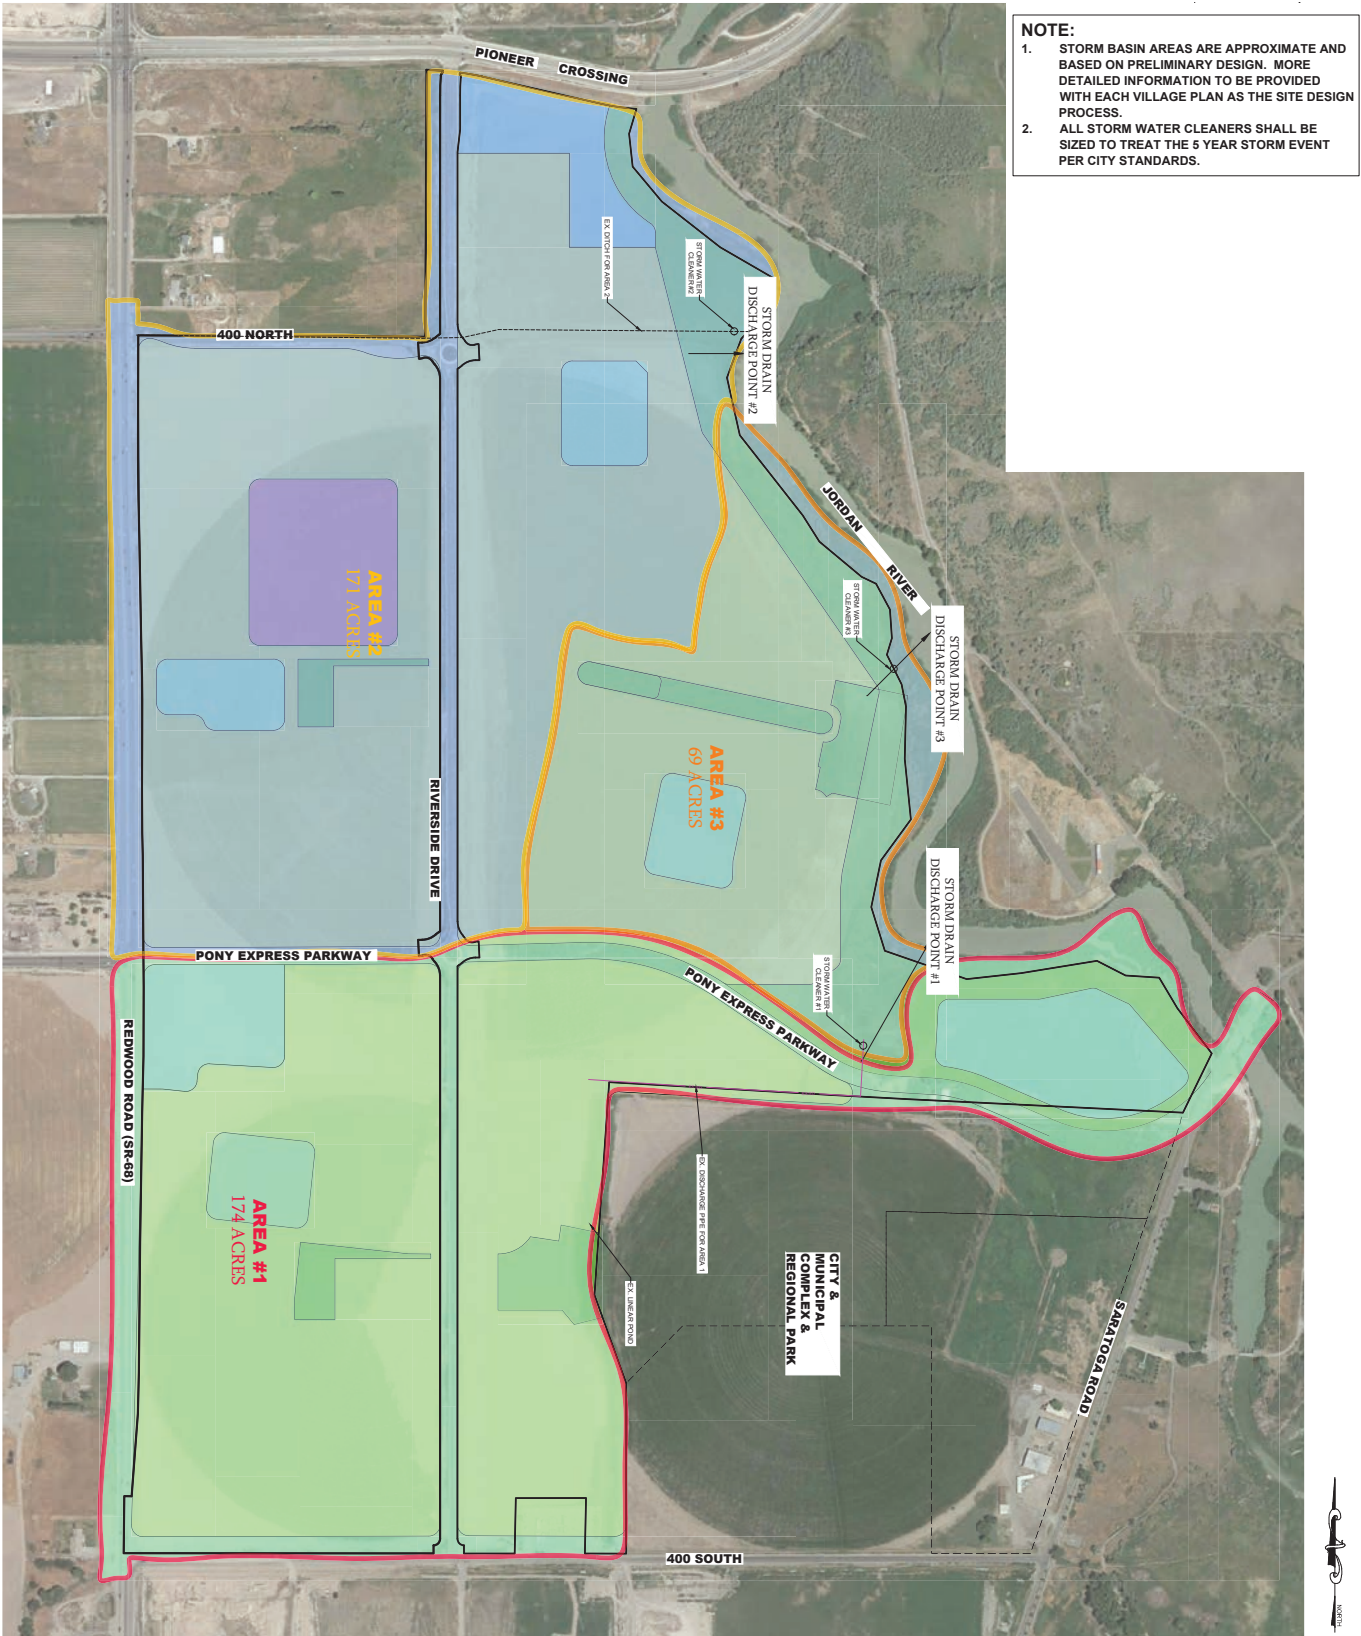 NOTE:
1. STORM BASIN AREAS ARE APPROXIMATE AND
BASED ON PRELIMINARY DESIGN. MORE
DETAILED INFORMATION TO BE PROVIDED
WITH EACH VILLAGE PLAN AS THE SITE DESIGN
PROCESS.
2. ALL STORM WATER CLEANERS SHALL BE
SIZED TO TREAT THE 5 YEAR STORM EVENT
PER CITY STANDARDS.
PIONEER CROSSING
EX. DITCH FOR AREA 2
STORM WATER
CLEANER #2
STORM DRAIN
DISCHARGE POINT #2
400 NORTH
JORDAN RIVER
AREA #2
171 ACRES
STORM WATER
CLEANER #3
STORM DRAIN
DISCHARGE POINT #3
AREA #3
69 ACRES
RIVERSIDE DRIVE
STORM DRAIN
DISCHARGE POINT #1
PONY EXPRESS PARKWAY
PONY EXPRESS PARKWAY
STORM WATER
CLEANER #1
REDWOOD ROAD (SR-68)
EX. DISCHARGE PIPE FOR AREA 1
AREA #1
174 ACRES
EX. LINEAR POND
CITY &
MUNICIPAL
COMPLEX &
REGIONAL PARK
SARATOGA ROAD
400 SOUTH
NORTH